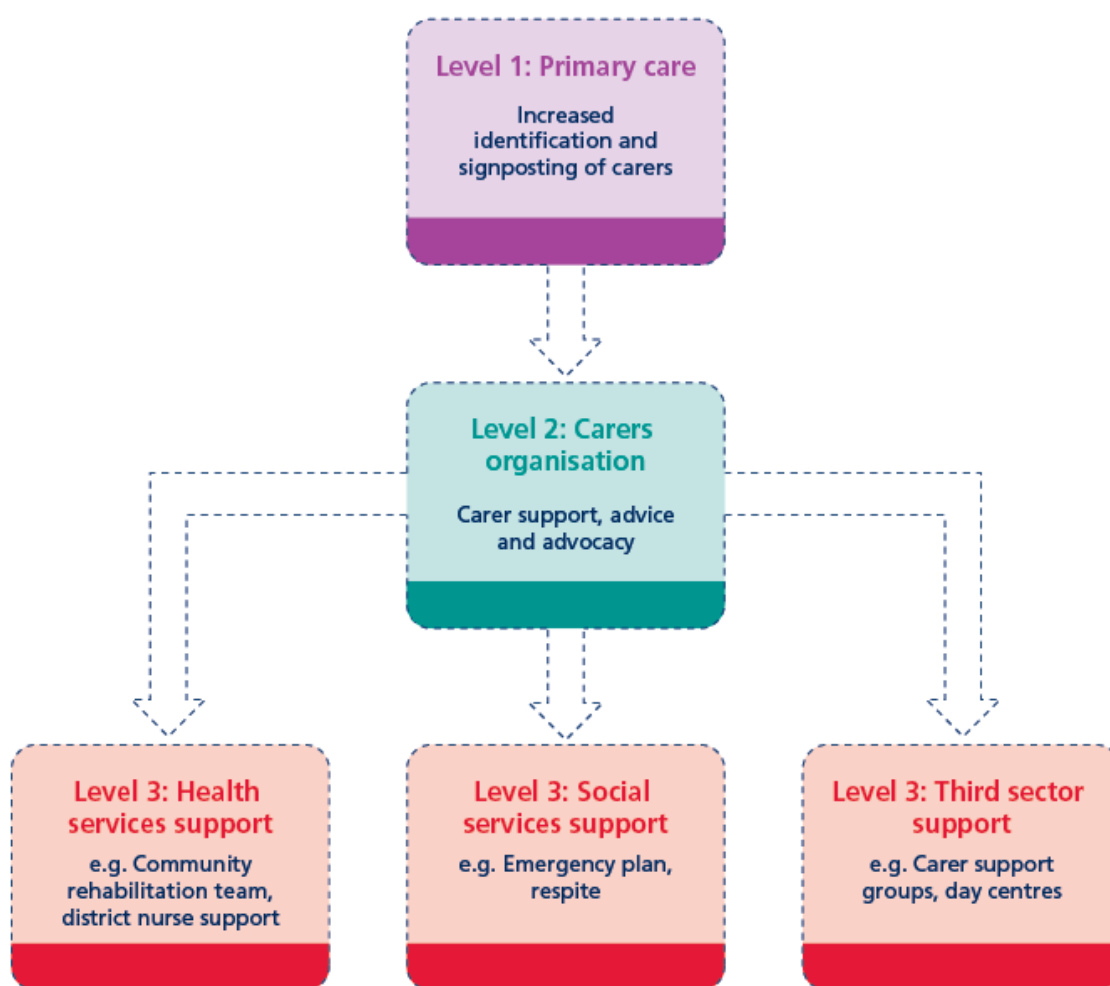 Level 1: Primary care
Increased
identification and
signposting of carers
Level 2: Carers
organisation
Carer support, advice
and advocacy
Level 3: Health
services support
e.g. Community
rehabilitation team,
district nurse support
Level 3: Social
services support
e.g. Emergency plan,
respite
Level 3: Third sector
support
e.g. Carer support
groups, day centres